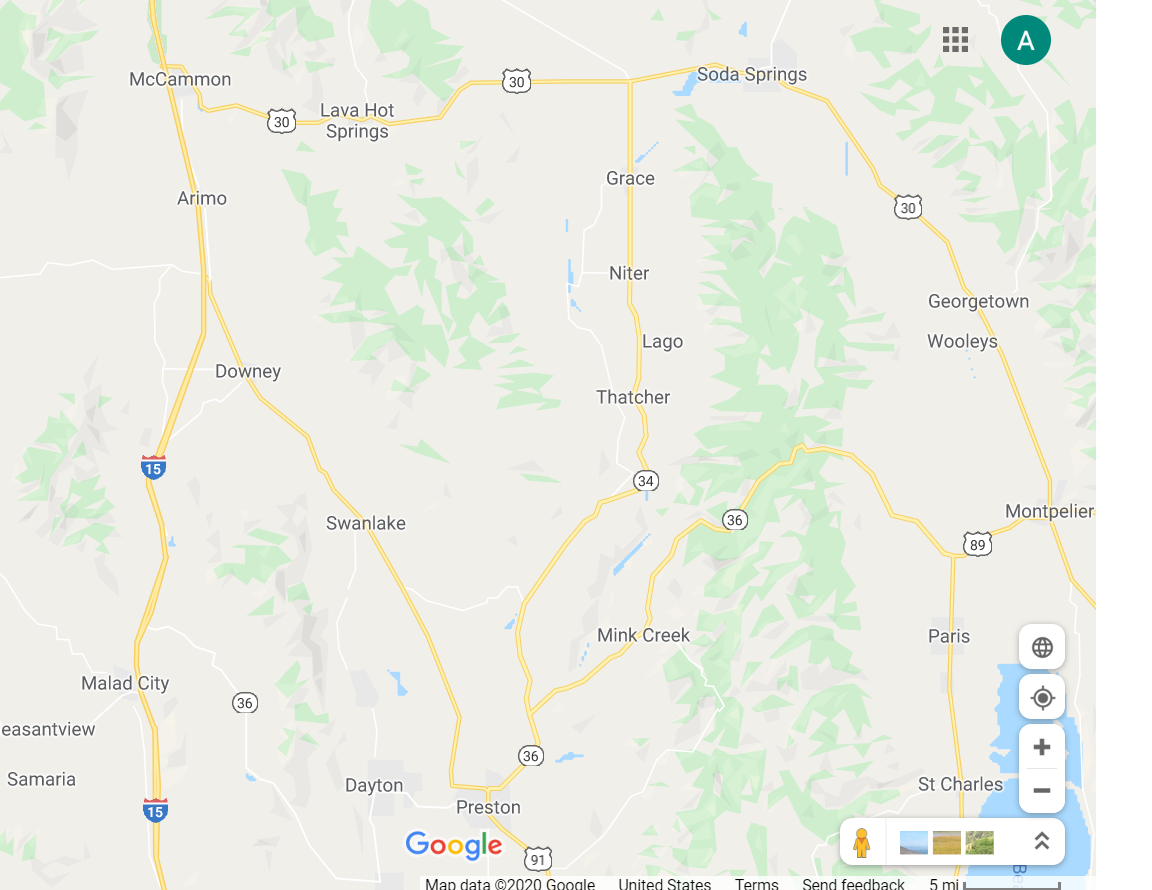 A
McCammon
30
Soda Springs
30
Lava Hot
Springs
Grace
Arimo
30
Niter
Georgetown
Lago
Wooleys
Downey
Thatcher
15
34
Montpelier
Swanlake
36
89
Mink Creek
Paris
Malad City
36
easantview
36
Samaria
Dayton
St Charles
Preston
15
Google
91
Be
Map data ©2020 Google United States Terms Send feedback 5 mi